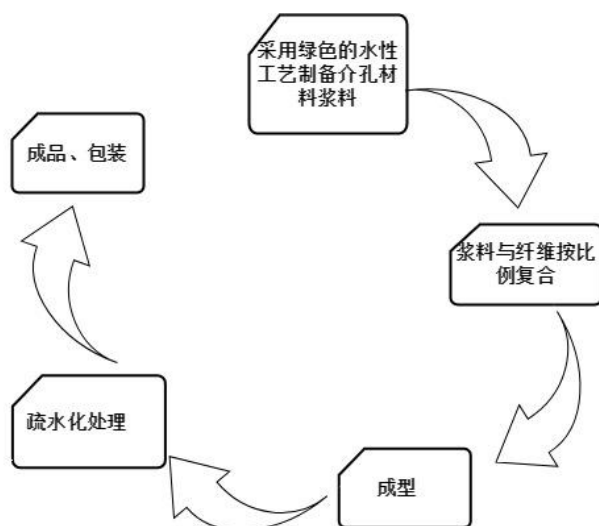 采用绿色的水性
工艺制备介孔材
料浆料
浆料与纤维按比
例复合
成型
疏水化处理
成品、包装